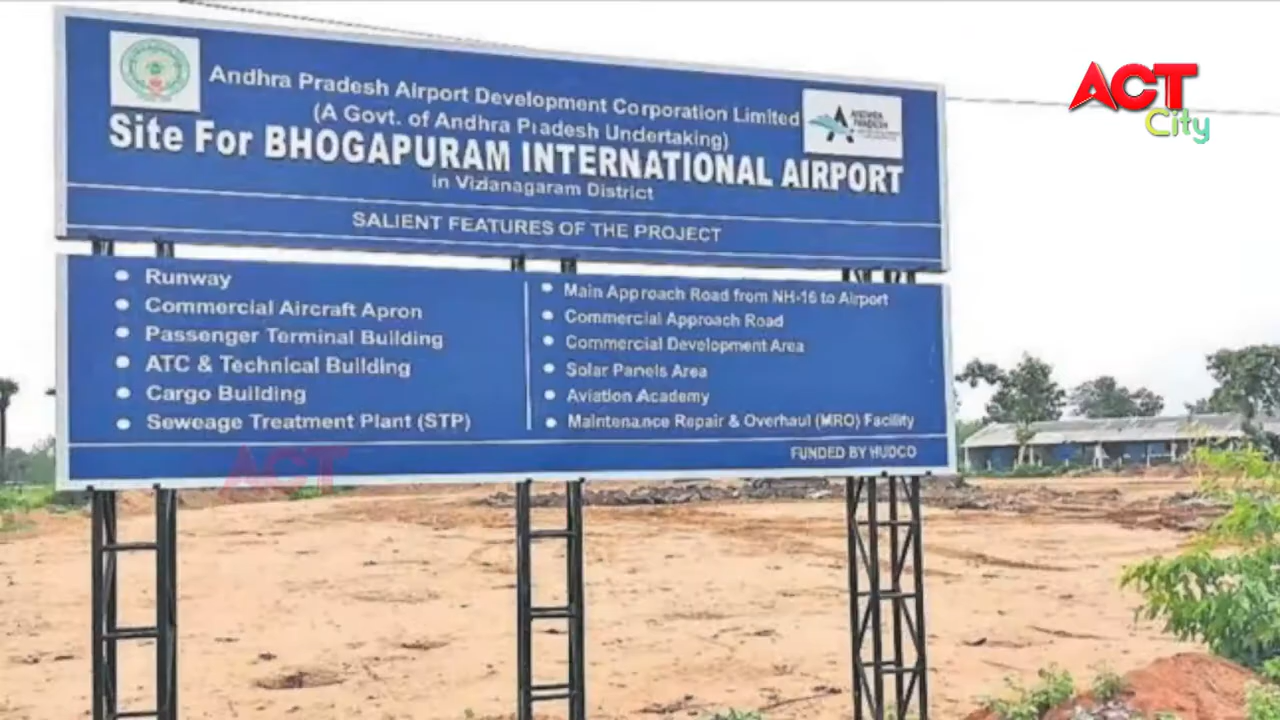 ACT
City
Andhra Pradesh Airport Development Corporation Limited
(A Govt. of Andhra Pradesh Undertaking)
Site For BHOGAPURAM INTERNATIONAL AIRPORT
in Vizianagaram District
ANDHRA
PRADESH
SALIENT FEATURES OF THE PROJECT
Runway
Commercial Aircraft Apron
Passenger Terminal Building
ATC & Technical Building
Cargo Building
Seweage Treatment Plant (STP)
Main Approach Road from NH-16 to Airport
Commercial Approach Road
Commercial Development Area
Solar Panels Area
Aviation Academy
Maintenance Repair & Overhaul (MRO) Facility
FUNDED BY HUDCO
ACT